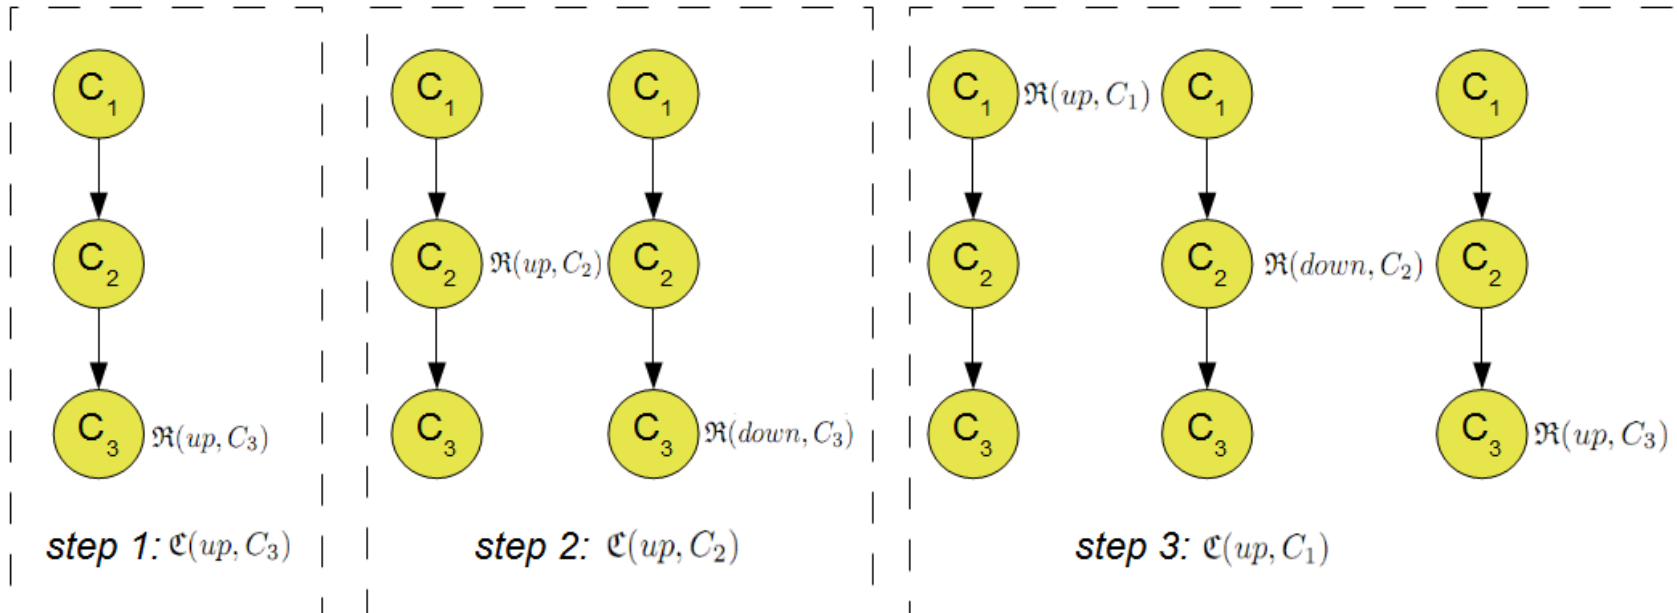 C₁ C₁ C₁ C₁ ℜ(up, C₁) C₁ C₁
C₂ C₂ ℜ(up, C₂) C₂ C₂ C₂ ℜ(down, C₂) C₂
C₃ ℜ(up, C₃) C₃ C₃ ℜ(down, C₃) C₃ C₃ C₃ ℜ(up, C₃)
step 1: ℭ(up, C₃) step 2: ℭ(up, C₂) step 3: ℭ(up, C₁)